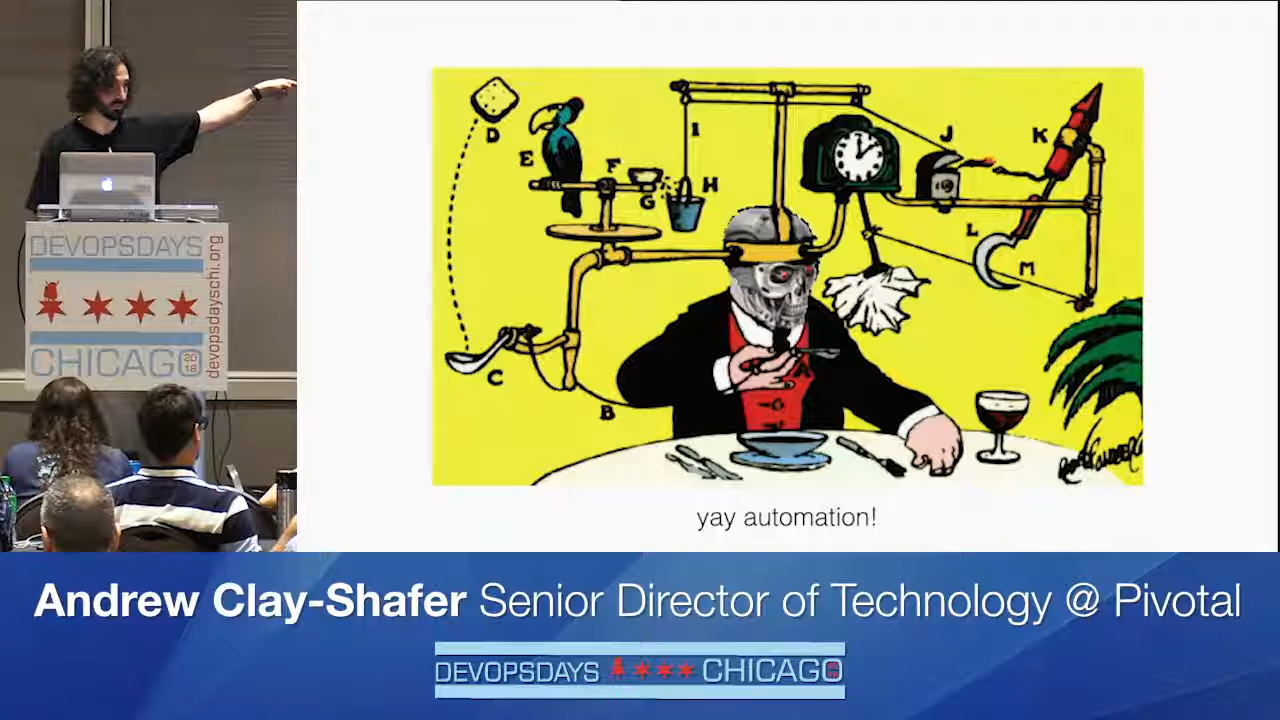 DEVOPSDAYS
CHICAGO
2018
devopsdayschi.org
D
E
F
G
H
I
J
K
L
M
C
B
A
yay automation!
Andrew Clay-Shafer Senior Director of Technology @ Pivotal
DEVOPSDAYS CHICAGO